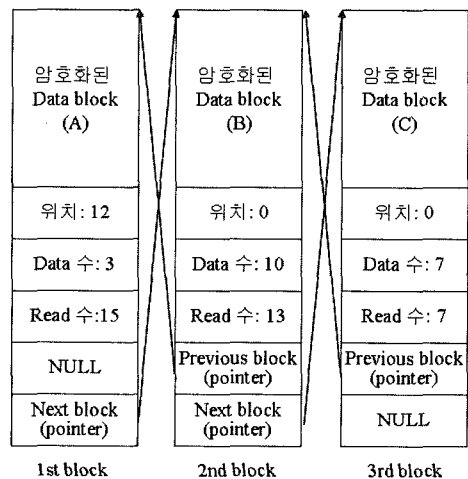 암호화된
Data block
(A)
위치: 12
Data 수: 3
Read 수:15
NULL
Next block
(pointer)
1st block
암호화된
Data block
(B)
위치: 0
Data 수: 10
Read 수: 13
Previous block
(pointer)
Next block
(pointer)
2nd block
암호화된
Data block
(C)
위치: 0
Data 수: 7
Read 수: 7
Previous block
(pointer)
NULL
3rd block